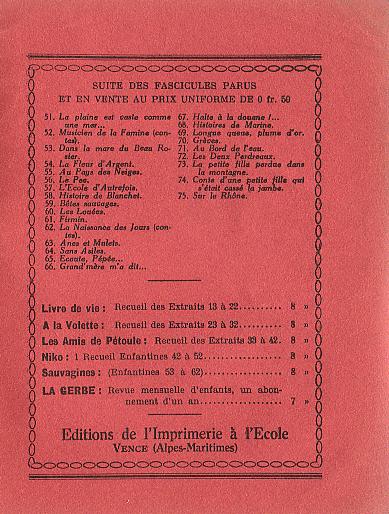 SUITE DES FASCICULES PARUS
ET EN VENTE AU PRIX UNIFORME DE 0 fr. 50
51. La plaine est vaste comme
une mer...
52. Musicien de la Famine (con-
tes).
53. Dans la mare du Beau Ro-
sier.
54. La Fleur d'Argent.
55. Au Pays des Neiges.
56. Le Pec.
57. L'Ecole d'Autrefois.
58. Histoire de Blanchet.
59. Bêtes sauvages.
60. Les Louées.
61. Firmin.
62. La Naissance des Jours (con-
tes).
63. Anes et Mulets.
64. Sans Asiles.
65. Ecoute, Pépée...
66. Grand'mère m'a dit...
67. Halte à la douane !...
68. Histoires de Marine.
69. Longue queue, plume d'or.
70. Grèves.
71. Au Bord de l'eau.
72. Les Deux Perdreaux.
73. La petite fille perdue dans
la montagne.
74. Conte d'une petite fille qui
s'était cassé la jambe.
75. Sur le Rhône.
Livre de vie : Recueil des Extraits 13 à 22.......... 8 »
A la Volette : Recueil des Extraits 23 à 32.......... 8 »
Les Amis de Pétoule : Recueil des Extraits 33 à 42. 8 »
Niko : 1 Recueil Enfantines 42 à 52.................. 8 »
Sauvagines : (Enfantines 53 à 62).................... 8 »
LA GERBE : Revue mensuelle d'enfants, un abon-
nement d'un an................... 7 »
Editions de l'Imprimerie à l'Ecole
VENCE (Alpes-Maritimes)